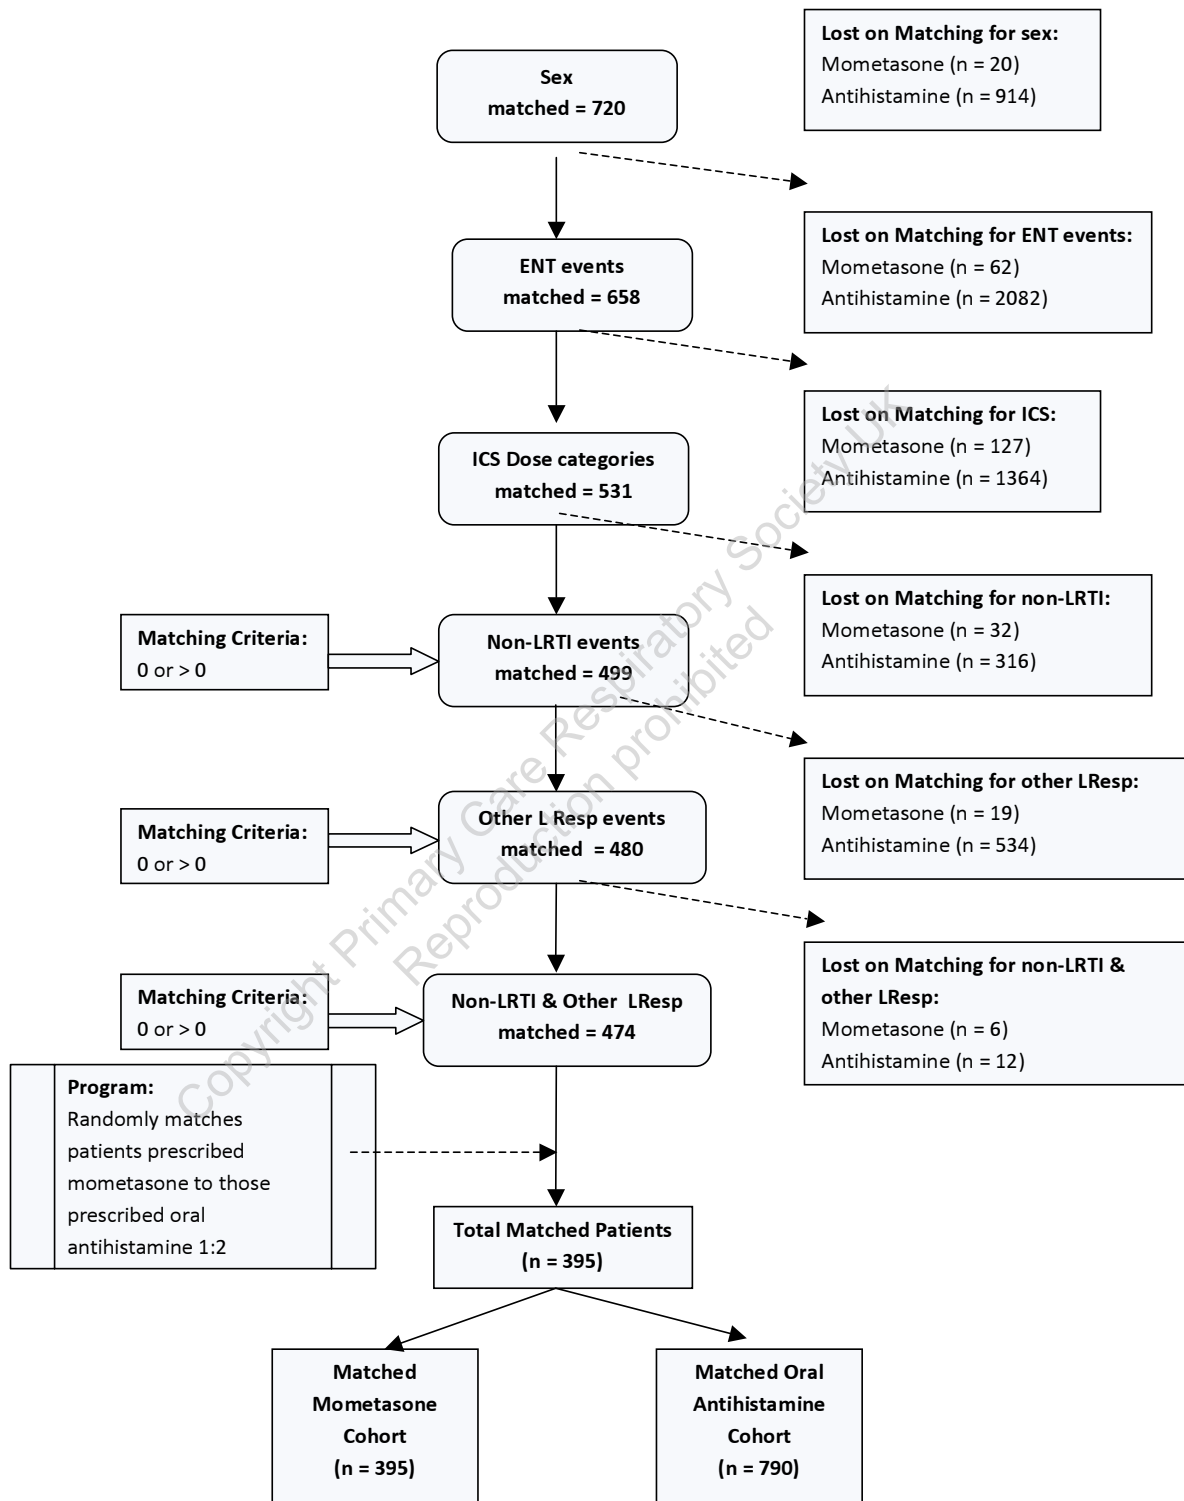 Lost on Matching for sex:
Mometasone (n = 20)
Antihistamine (n = 914)
Sex
matched = 720
Lost on Matching for ENT events:
Mometasone (n = 62)
Antihistamine (n = 2082)
ENT events
matched = 658
Lost on Matching for ICS:
Mometasone (n = 127)
Antihistamine (n = 1364)
ICS Dose categories
matched = 531
Lost on Matching for non-LRTI:
Mometasone (n = 32)
Antihistamine (n = 316)
Matching Criteria:
0 or > 0
Non-LRTI events
matched = 499
Lost on Matching for other LResp:
Mometasone (n = 19)
Antihistamine (n = 534)
Matching Criteria:
0 or > 0
Other L Resp events
matched = 480
Lost on Matching for non-LRTI &
other LResp:
Mometasone (n = 6)
Antihistamine (n = 12)
Matching Criteria:
0 or > 0
Non-LRTI & Other LResp
matched = 474
Program:
Randomly matches
patients prescribed
mometasone to those
prescribed oral
antihistamine 1:2
Total Matched Patients
(n = 395)
Matched
Mometasone
Cohort
(n = 395)
Matched Oral
Antihistamine
Cohort
(n = 790)
Copyright Primary Care Respiratory Society UK
Reproduction prohibited